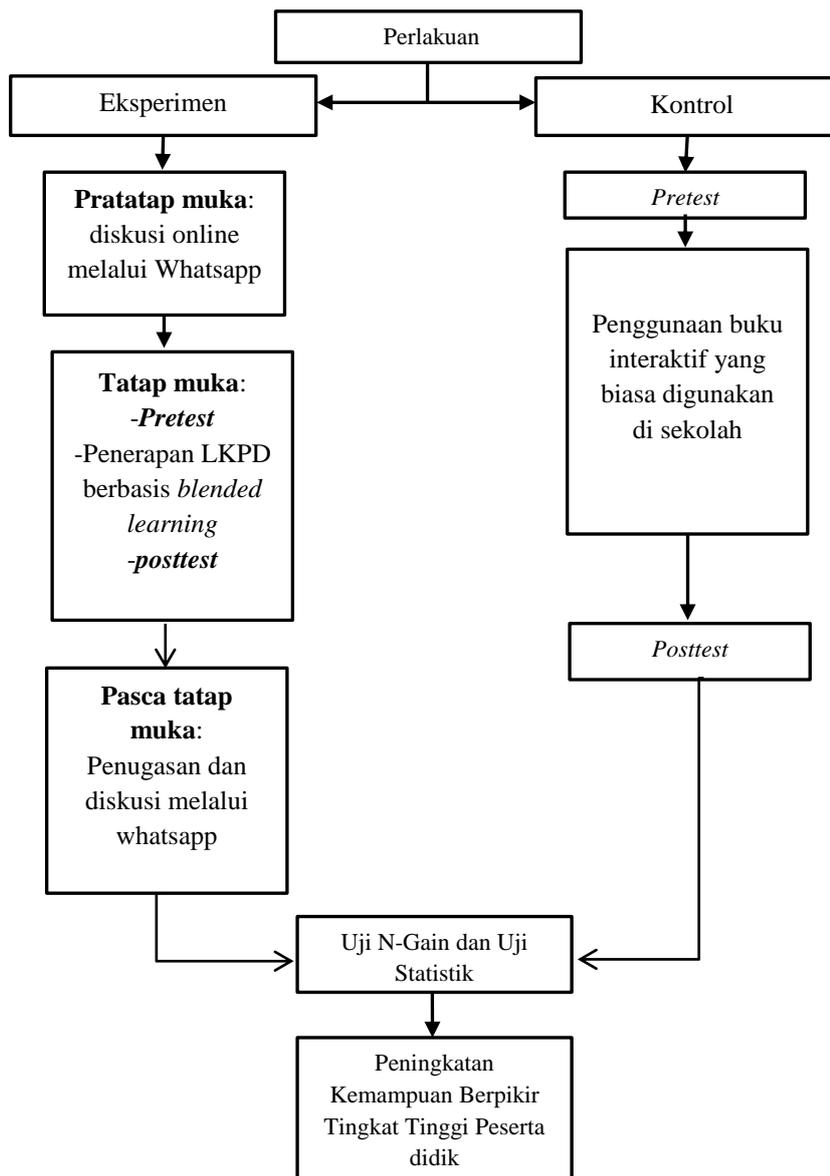 Perlakuan
Eksperimen
Kontrol
Pratatap muka:
diskusi online
melalui Whatsapp
Pretest
Tatap muka:
-Pretest
-Penerapan LKPD
berbasis blended
learning
-posttest
Penggunaan buku
interaktif yang
biasa digunakan
di sekolah
Posttest
Pasca tatap
muka:
Penugasan dan
diskusi melalui
whatsapp
Uji N-Gain dan Uji
Statistik
Peningkatan
Kemampuan Berpikir
Tingkat Tinggi Peserta
didik